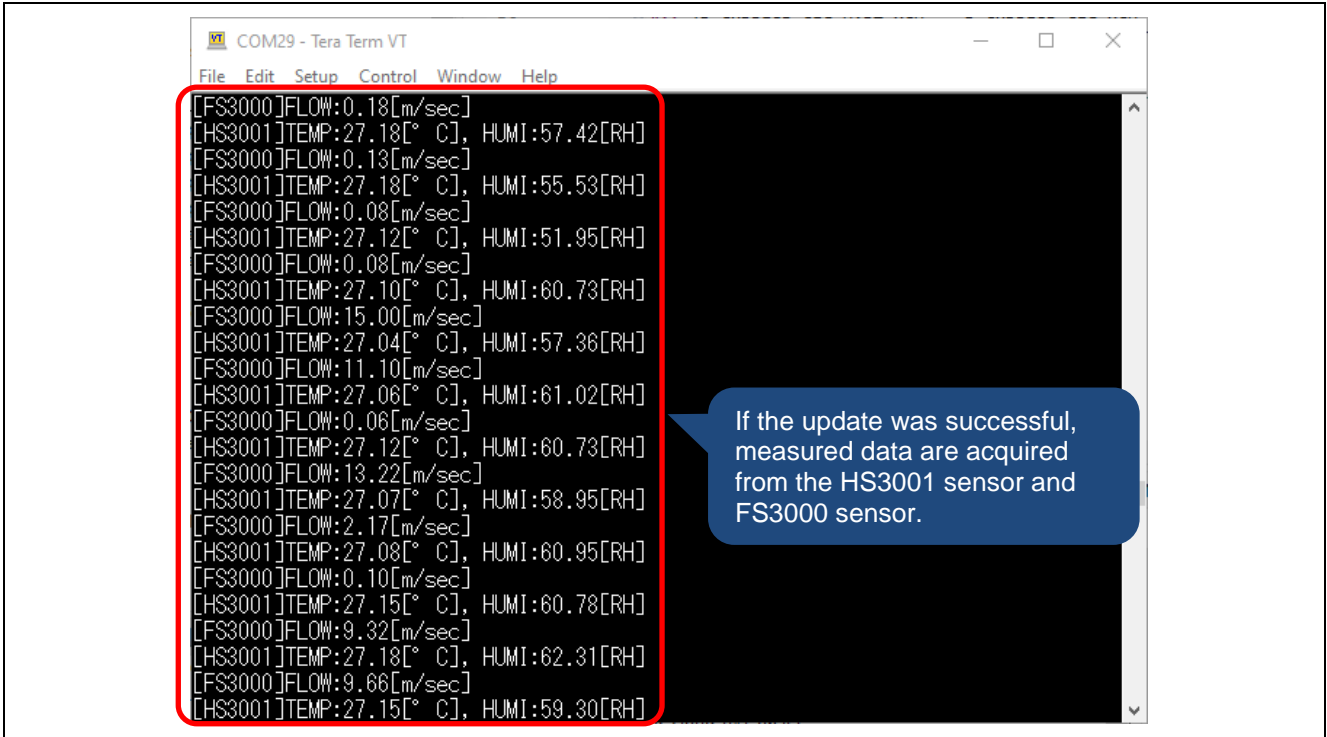 COM29 - Tera Term VT
File Edit Setup Control Window Help
[FS3000]FLOW:0.18[m/sec]
[HS3001]TEMP:27.18[° C], HUMI:57.42[RH]
[FS3000]FLOW:0.13[m/sec]
[HS3001]TEMP:27.18[° C], HUMI:55.53[RH]
[FS3000]FLOW:0.08[m/sec]
[HS3001]TEMP:27.12[° C], HUMI:51.95[RH]
[FS3000]FLOW:0.08[m/sec]
[HS3001]TEMP:27.10[° C], HUMI:60.73[RH]
[FS3000]FLOW:15.00[m/sec]
[HS3001]TEMP:27.04[° C], HUMI:57.36[RH]
[FS3000]FLOW:11.10[m/sec]
[HS3001]TEMP:27.06[° C], HUMI:61.02[RH]
[FS3000]FLOW:0.06[m/sec]
[HS3001]TEMP:27.12[° C], HUMI:60.73[RH]
[FS3000]FLOW:13.22[m/sec]
[HS3001]TEMP:27.07[° C], HUMI:58.95[RH]
[FS3000]FLOW:2.17[m/sec]
[HS3001]TEMP:27.08[° C], HUMI:60.95[RH]
[FS3000]FLOW:0.10[m/sec]
[HS3001]TEMP:27.15[° C], HUMI:60.78[RH]
[FS3000]FLOW:9.32[m/sec]
[HS3001]TEMP:27.18[° C], HUMI:62.31[RH]
[FS3000]FLOW:9.66[m/sec]
[HS3001]TEMP:27.15[° C], HUMI:59.30[RH]
If the update was successful,
measured data are acquired
from the HS3001 sensor and
FS3000 sensor.